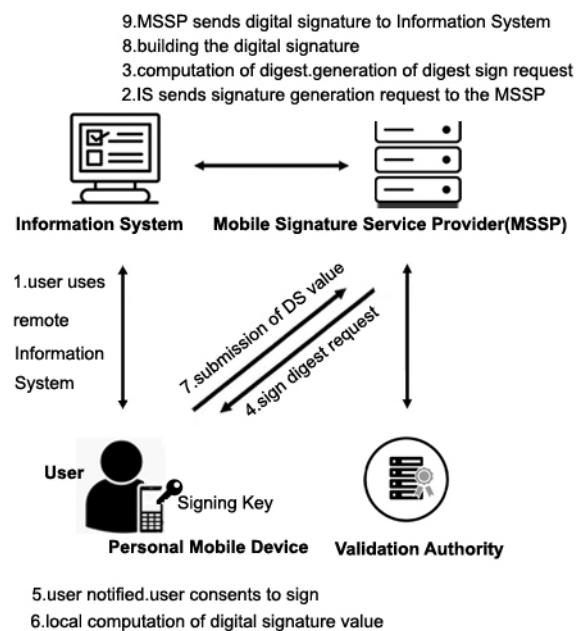 9.MSSP sends digital signature to Information System
8.building the digital signature
3.computation of digest.generation of digest sign request
2.IS sends signature generation request to the MSSP
Information System
Mobile Signature Service Provider(MSSP)
1.user uses
remote
Information
System
7.submission of DS value
4.sign digest request
User
Signing Key
Personal Mobile Device
Validation Authority
5.user notified.user consents to sign
6.local computation of digital signature value